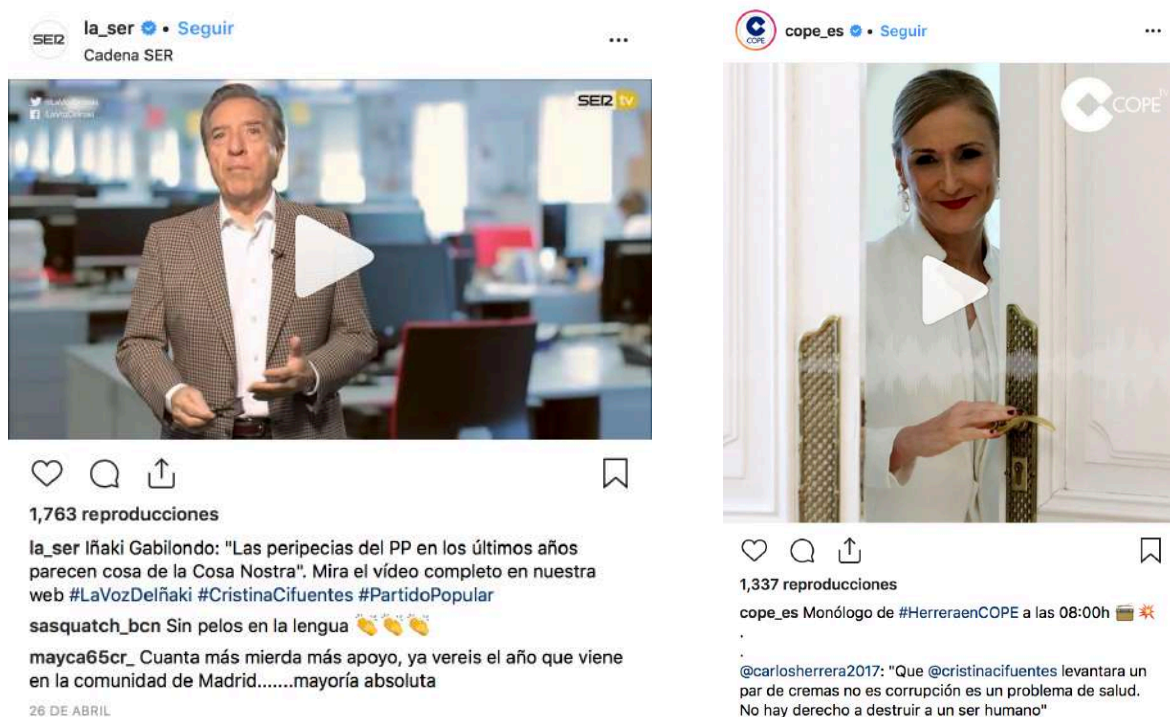 SER
la_ser • Seguir
Cadena SER
SER tv
1,763 reproducciones
la_ser Iñaki Gabilondo: "Las peripecias del PP en los últimos años
parecen cosa de la Cosa Nostra". Mira el vídeo completo en nuestra
web #LaVozDeIñaki #CristinaCifuentes #PartidoPopular
sasquatch_bcn Sin pelos en la lengua 👏👏👏
mayca65cr_ Cuanta más mierda más apoyo, ya vereis el año que viene
en la comunidad de Madrid.......mayoría absoluta
26 DE ABRIL
COPE
cope_es • Seguir
COPE tv
1,337 reproducciones
cope_es Monólogo de #HerreraenCOPE a las 08:00h 📻 💥
.
.
@carlosherrera2017: "Que @cristinacifuentes levantara un
par de cremas no es corrupción es un problema de salud.
No hay derecho a destruir a un ser humano"